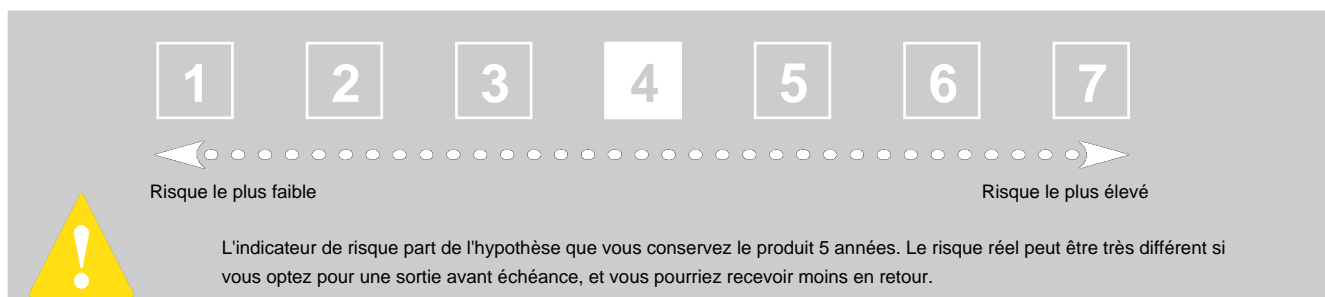 1 2 3 4 5 6 7
Risque le plus faible Risque le plus élevé
!
L'indicateur de risque part de l'hypothèse que vous conservez le produit 5 années. Le risque réel peut être très différent si
vous optez pour une sortie avant échéance, et vous pourriez recevoir moins en retour.